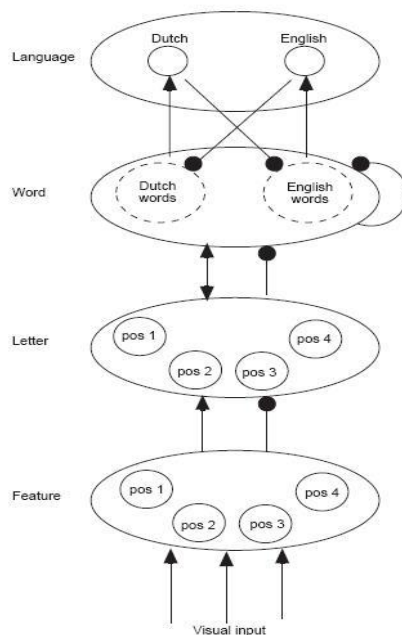 Dutch English
Language
Word
Dutch words
English words
Letter
pos 1
pos 4
pos 2
pos 3
Feature
pos 1
pos 4
pos 2
pos 3
Visual input